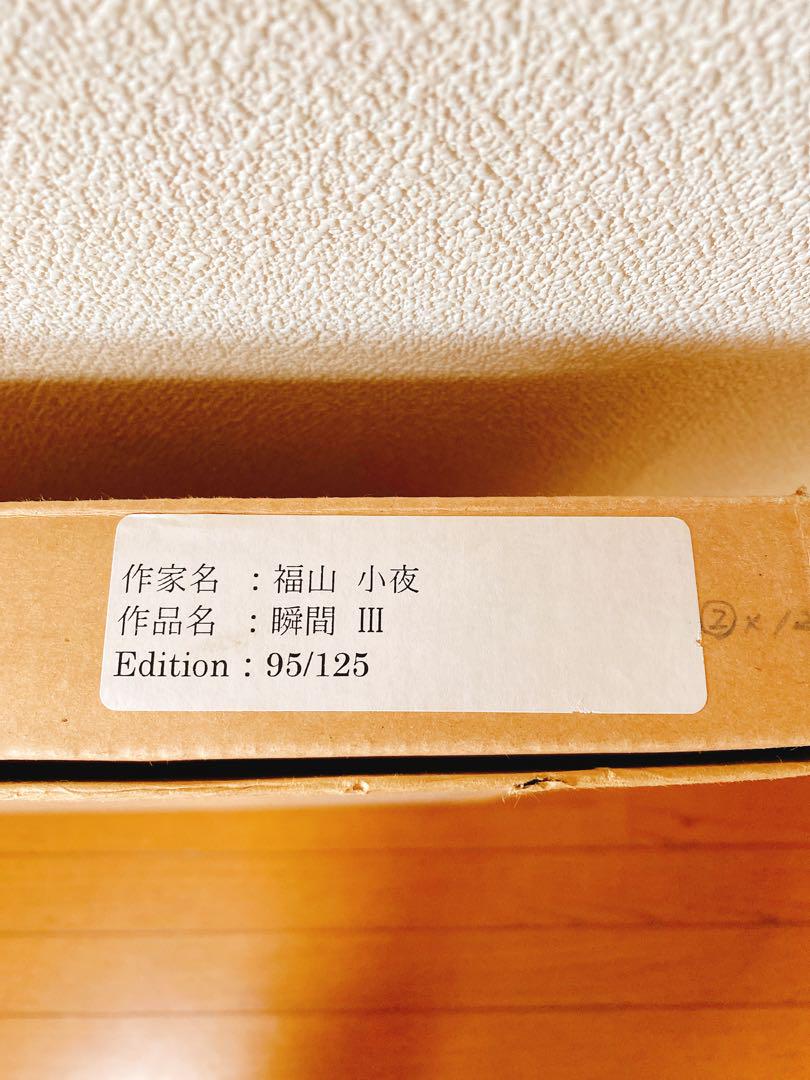 作家名 ：福山 小夜
作品名 ：瞬間 Ⅲ
Edition : 95/125